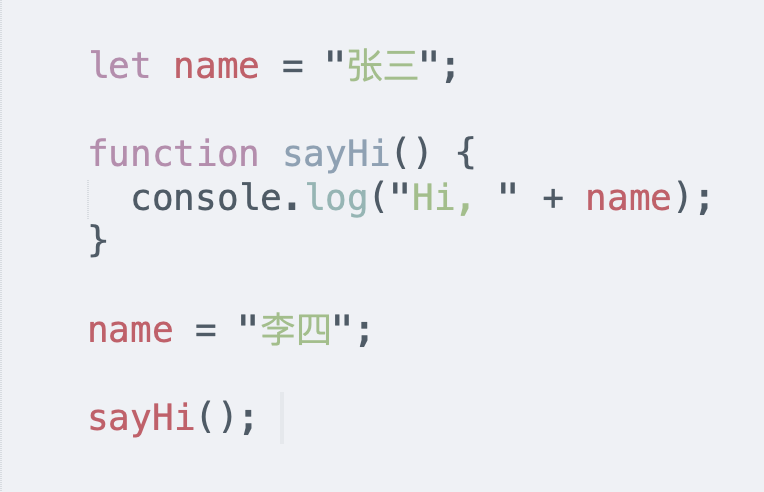 let name = "张三";
function sayHi() {
  console.log("Hi, " + name);
}
name = "李四";
sayHi();